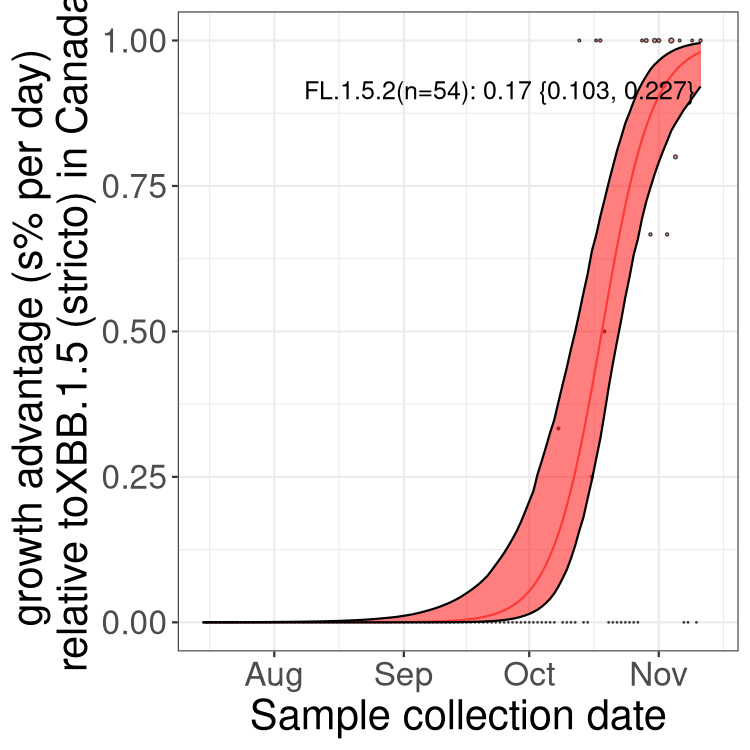 growth advantage (s% per day)
relative toXBB.1.5 (stricto) in Canada
1.00
0.75
0.50
0.25
0.00
FL.1.5.2(n=54): 0.17 {0.103, 0.227}
Aug Sep Oct Nov
Sample collection date